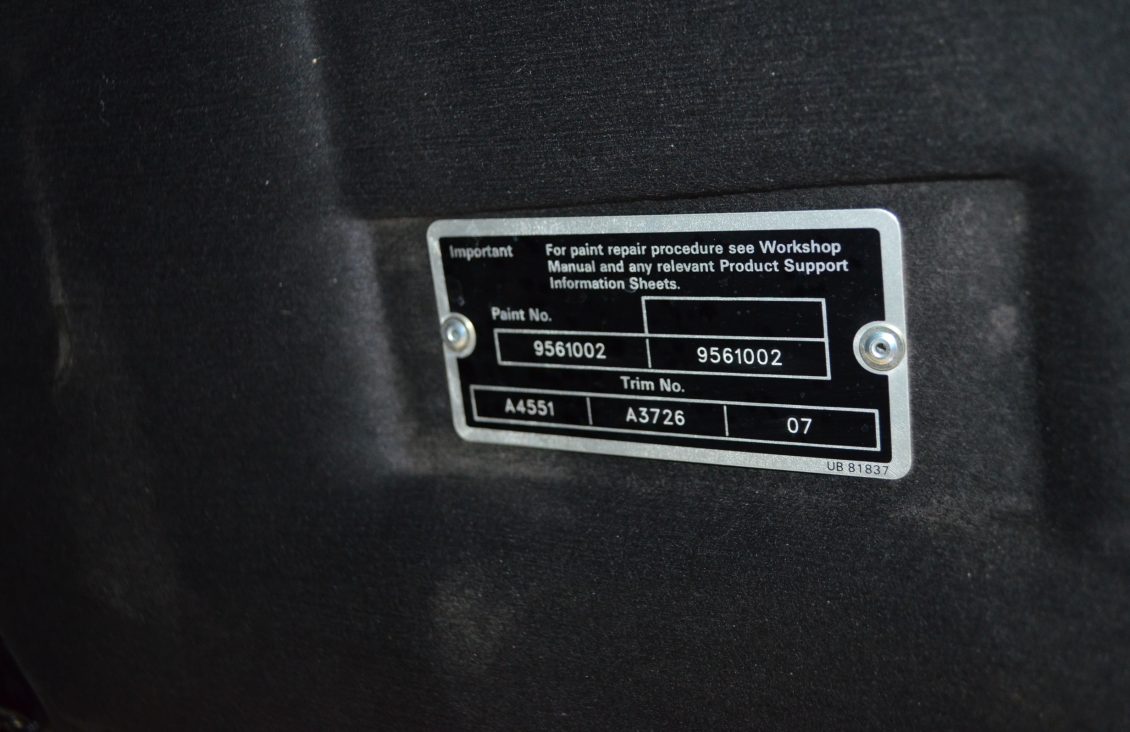 Important For paint repair procedure see Workshop
Manual and any relevant Product Support
Information Sheets.
Paint No.
9561002 9561002
Trim No.
A4551 A3726 07
UB 81837